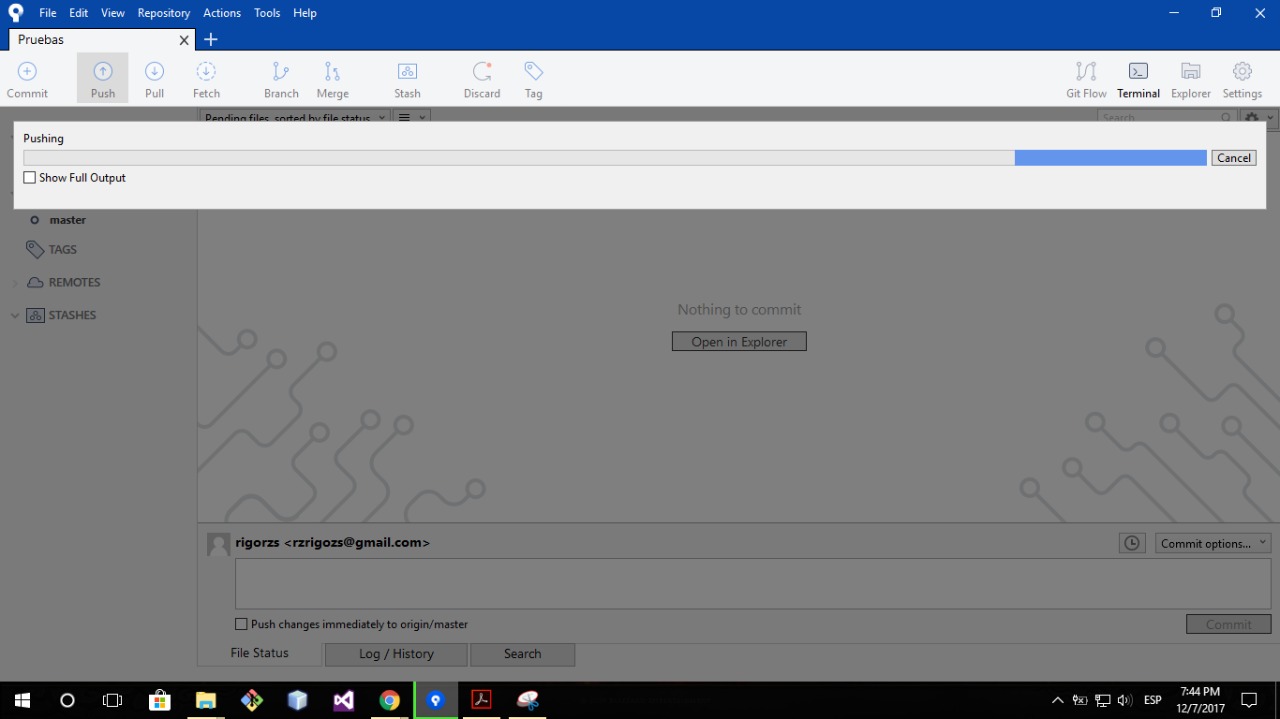 File Edit View Repository Actions Tools Help
Pruebas
Commit Push Pull Fetch Branch Merge Stash Discard Tag Git Flow Terminal Explorer Settings
Pending files, sorted by file status Search
Pushing
Cancel
Show Full Output
master
TAGS
REMOTES
STASHES
Nothing to commit
Open in Explorer
rigorzs <rzrigozs@gmail.com>
Commit options...
Push changes immediately to origin/master
Commit
File Status Log / History Search
ESP
7:44 PM
12/7/2017